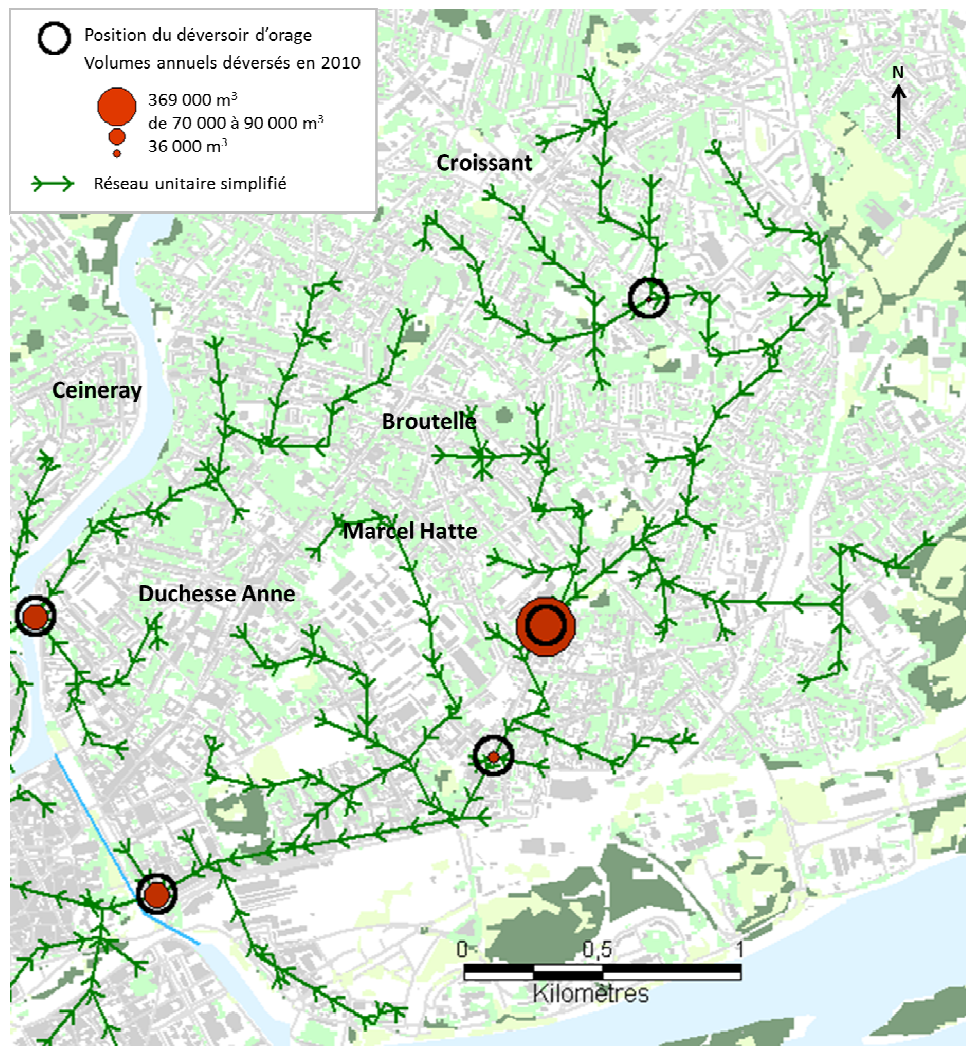 Position du déversoir d'orage
Volumes annuels déversés en 2010
369 000 m³
de 70 000 à 90 000 m³
36 000 m³
Réseau unitaire simplifié
N
Croissant
Ceineray
Broutelle
Marcel Hatte
Duchesse Anne
0 0,5 1
Kilomètres